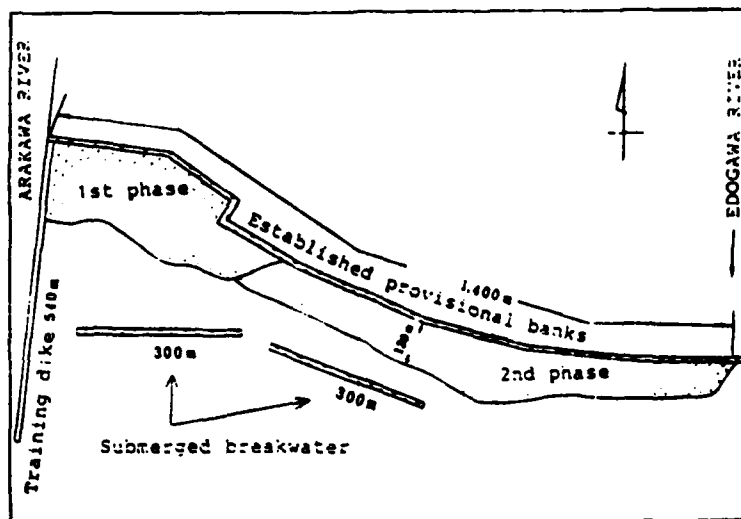 ARAKAWA RIVER
EDOGAWA RIVER
1st phase
Established provisional banks
1,400m
120m
Training dike 540m
300m
300m
2nd phase
Submerged breakwater